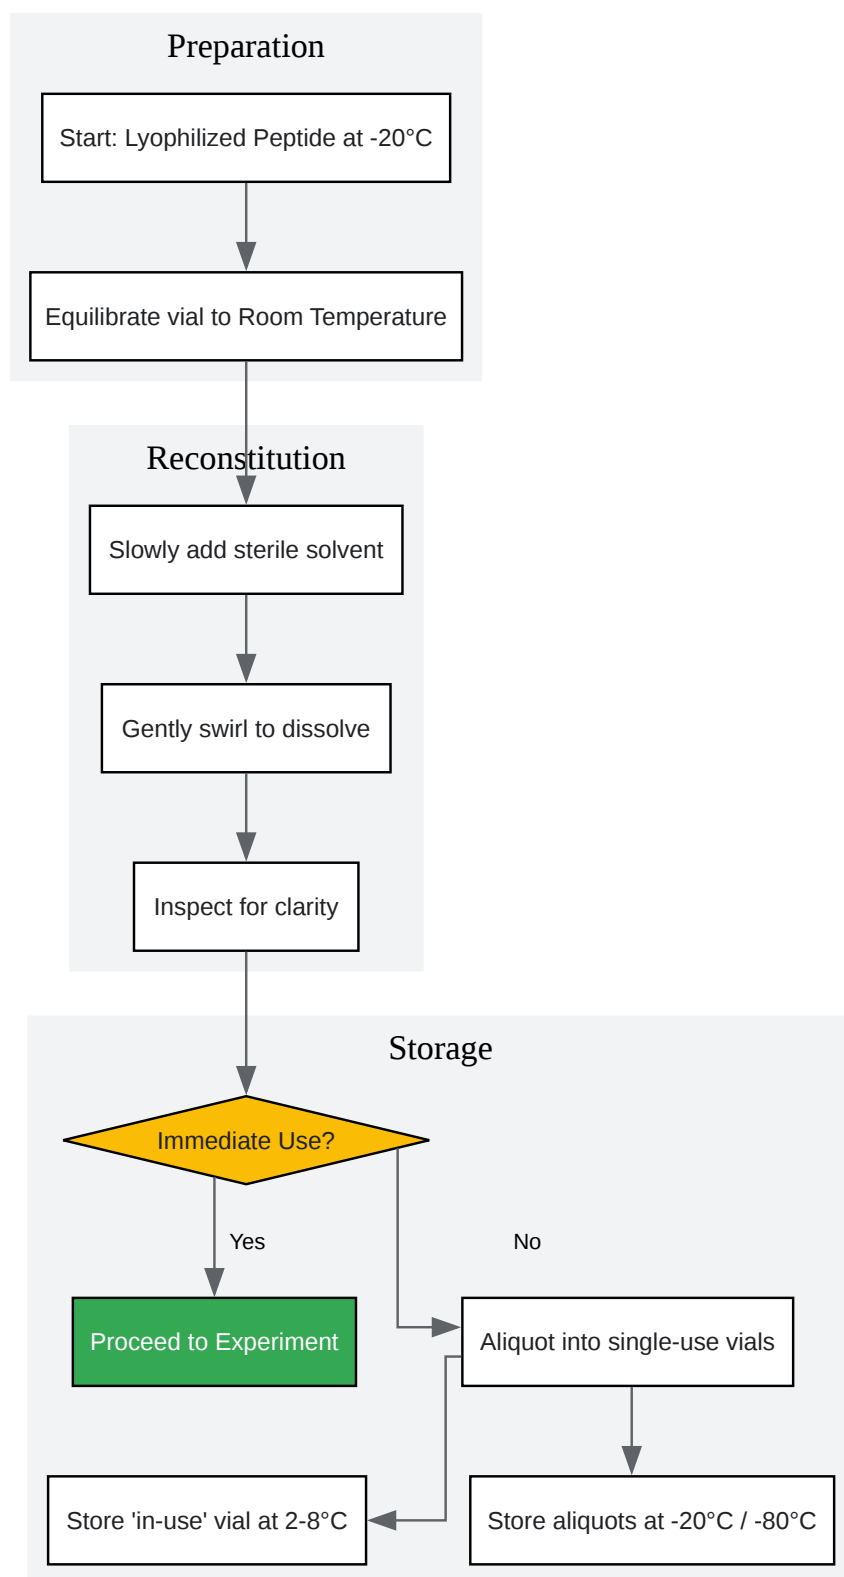 Preparation
Start: Lyophilized Peptide at -20°C
Equilibrate vial to Room Temperature
Reconstitution
Slowly add sterile solvent
Gently swirl to dissolve
Inspect for clarity
Storage
Immediate Use?
Yes
No
Proceed to Experiment
Aliquot into single-use vials
Store 'in-use' vial at 2-8°C
Store aliquots at -20°C / -80°C